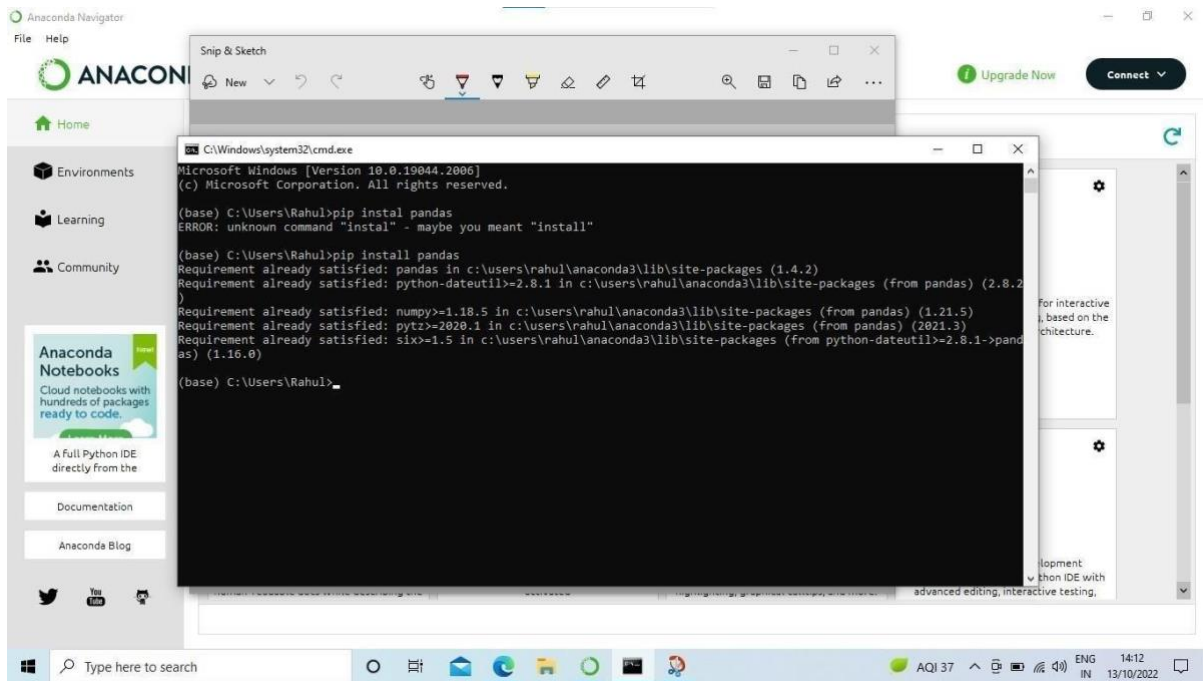 Anaconda Navigator
File Help
ANACON
Upgrade Now
Connect
Snip & Sketch
New
Home
Environments
Learning
Community
C:\Windows\system32\cmd.exe
Microsoft Windows [Version 10.0.19044.2006]
(c) Microsoft Corporation. All rights reserved.
(base) C:\Users\Rahul>pip instal pandas
ERROR: unknown command "instal" - maybe you meant "install"
(base) C:\Users\Rahul>pip install pandas
Requirement already satisfied: pandas in c:\users\rahul\anaconda3\lib\site-packages (1.4.2)
Requirement already satisfied: python-dateutil>=2.8.1 in c:\users\rahul\anaconda3\lib\site-packages (from pandas) (2.8.2
)
Requirement already satisfied: numpy>=1.18.5 in c:\users\rahul\anaconda3\lib\site-packages (from pandas) (1.21.5)
Requirement already satisfied: pytz>=2020.1 in c:\users\rahul\anaconda3\lib\site-packages (from pandas) (2021.3)
Requirement already satisfied: six>=1.5 in c:\users\rahul\anaconda3\lib\site-packages (from python-dateutil>=2.8.1->pand
as) (1.16.0)
(base) C:\Users\Rahul>
for interactive
, based on the
rchitecture.
Anaconda
Notebooks
New!
Cloud notebooks with
hundreds of packages
ready to code.
A full Python IDE
directly from the
Documentation
Anaconda Blog
You
Tube
elopment
thon IDE with
advanced editing, interactive testing,
Type here to search
AQI 37
ENG
IN
14:12
13/10/2022